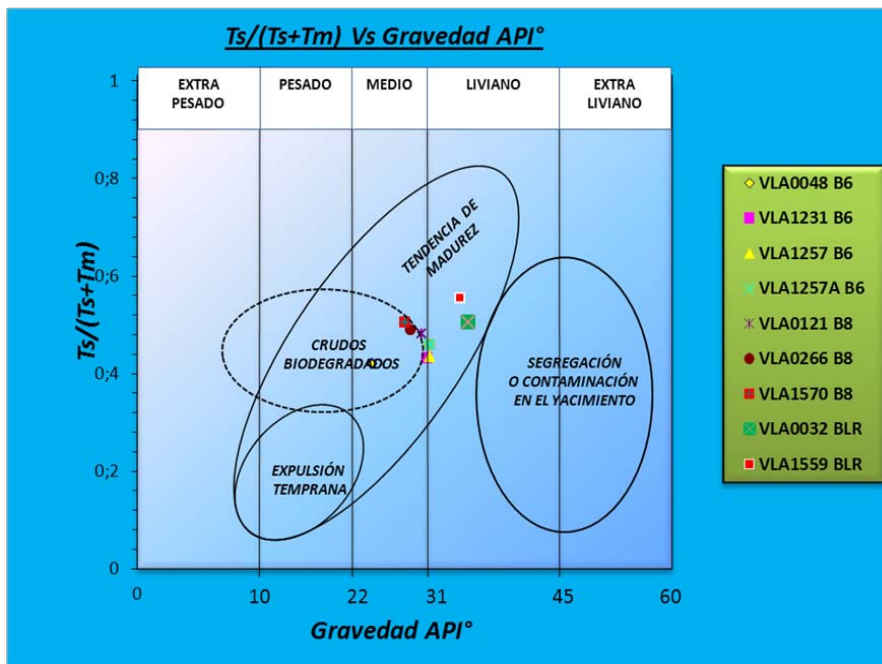 Ts/(Ts+Tm) Vs Gravedad API°
EXTRA
PESADO
PESADO
MEDIO
LIVIANO
EXTRA
LIVIANO
1
0;8
0;6
0;4
0;2
0
Ts/(Ts+Tm)
TENDENCIA DE
MADUREZ
CRUDOS
BIODEGRADADOS
SEGREGACIÓN
O CONTAMINACIÓN
EN EL YACIMIENTO
EXPULSIÓN
TEMPRANA
0
10
22
31
45
60
Gravedad API°
VLA0048 B6
VLA1231 B6
VLA1257 B6
VLA1257A B6
VLA0121 B8
VLA0266 B8
VLA1570 B8
VLA0032 BLR
VLA1559 BLR